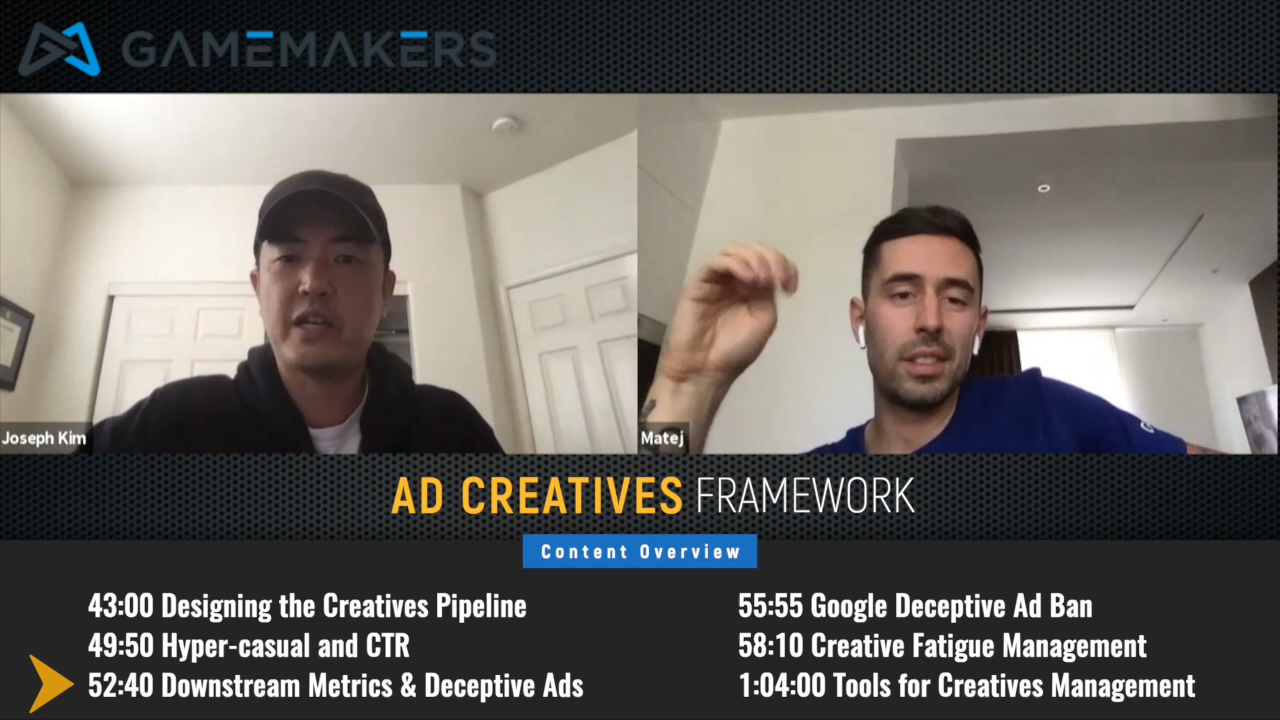 GAMEMAKERS
Joseph Kim
Matej
AD CREATIVES FRAMEWORK
Content Overview
43:00 Designing the Creatives Pipeline
49:50 Hyper-casual and CTR
52:40 Downstream Metrics & Deceptive Ads
55:55 Google Deceptive Ad Ban
58:10 Creative Fatigue Management
1:04:00 Tools for Creatives Management